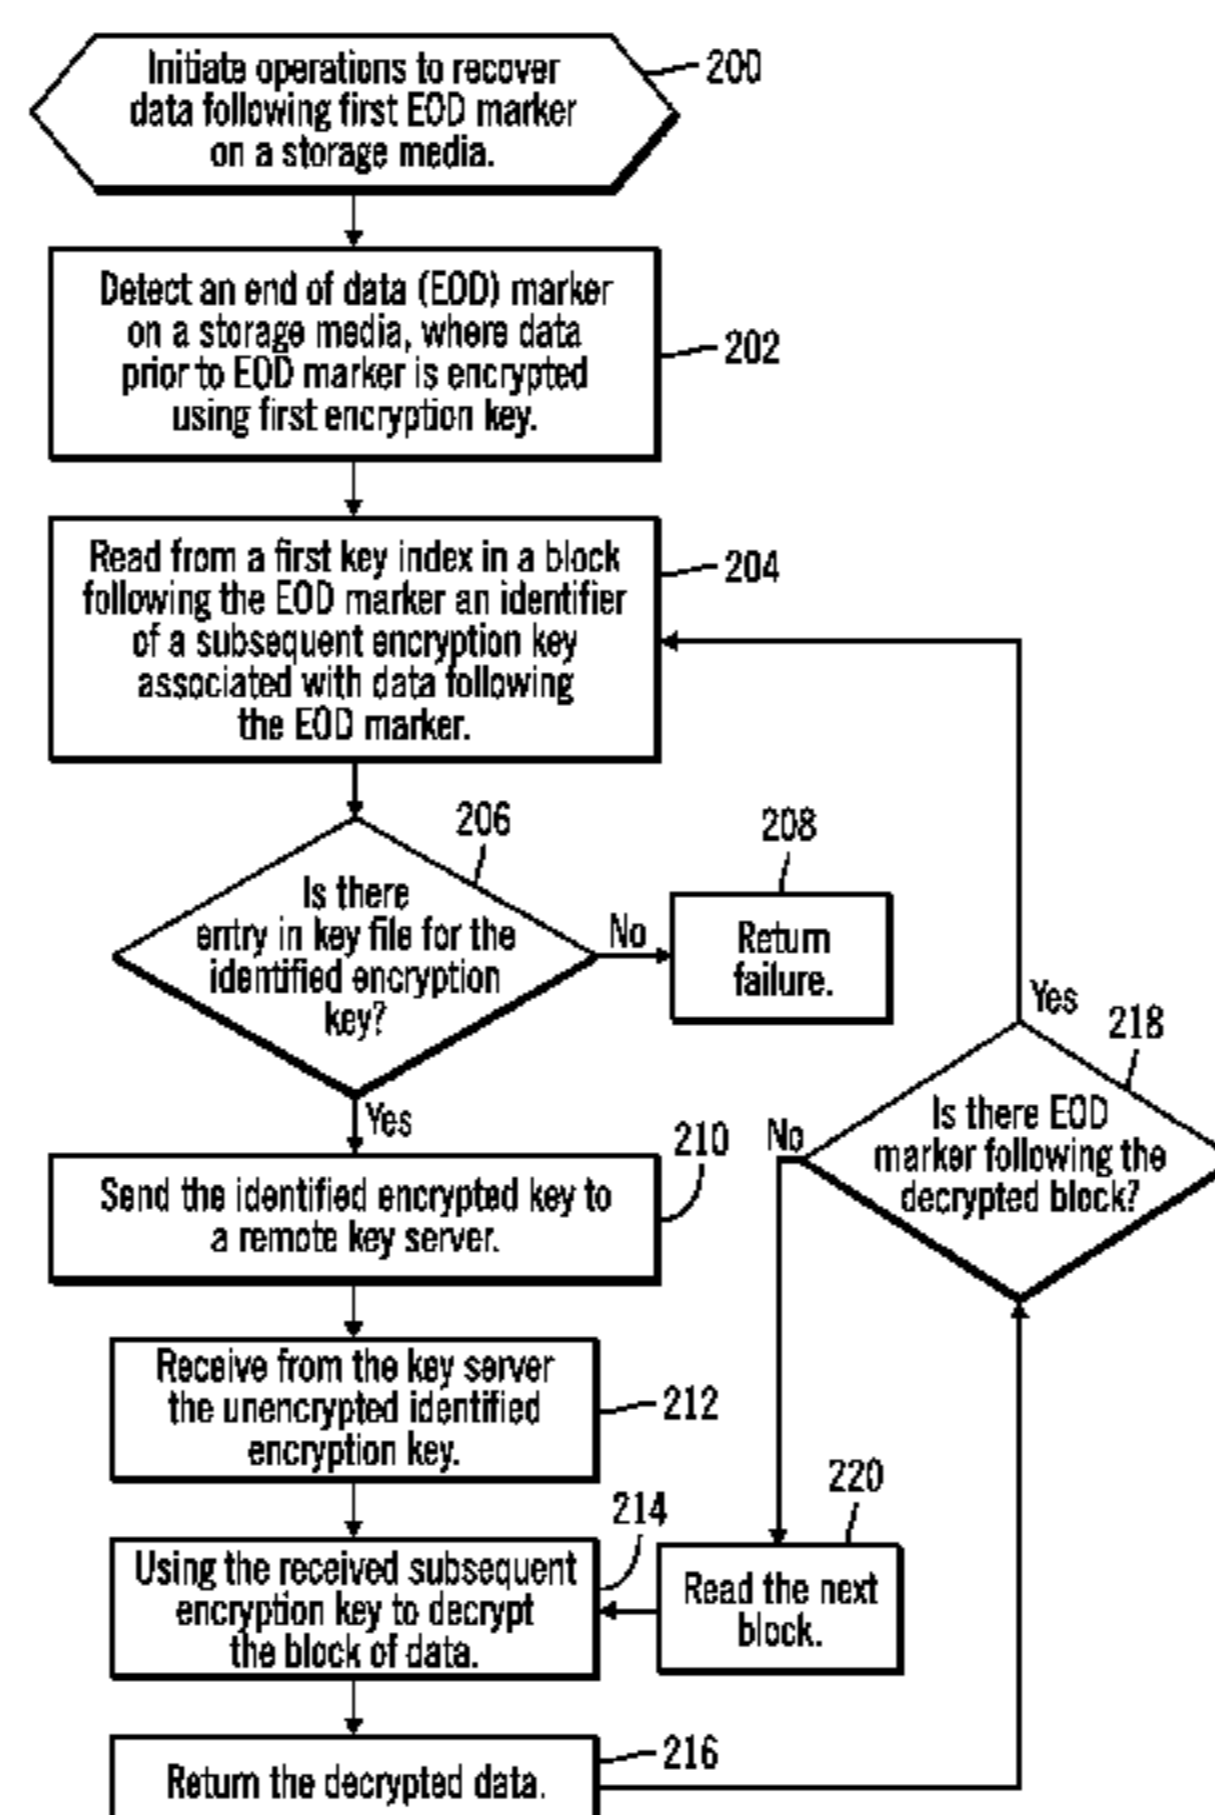 Initiate operations to recover
data following first EOD marker
on a storage media.
200
Detect an end of data (EOD) marker
on a storage media, where data
prior to EOD marker is encrypted
using first encryption key.
202
Read from a first key index in a block
following the EOD marker an identifier
of a subsequent encryption key
associated with data following
the EOD marker.
204
206
Is there
entry in key file for the
identified encryption
key?
No
208
Return
failure.
Yes
210
Send the identified encrypted key to
a remote key server.
Receive from the key server
the unencrypted identified
encryption key.
212
214
Using the received subsequent
encryption key to decrypt
the block of data.
Return the decrypted data.
216
Yes
218
Is there EOD
marker following the
decrypted block?
No
220
Read the next
block.